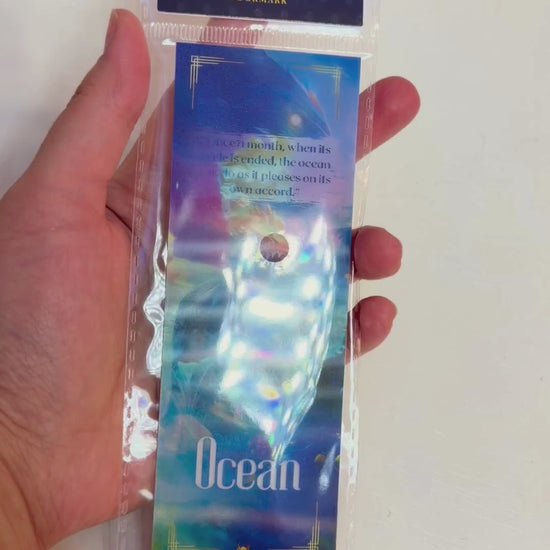 month, when its
is ended, the ocean
as it pleases on its
own accord."
Ocean